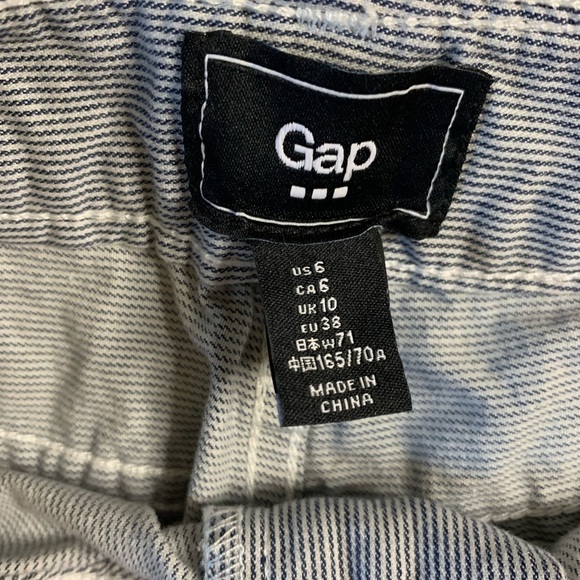 Gap
US 6
CA 6
UK 10
EU 38
日本 W71
中国 165/70A
MADE IN
CHINA